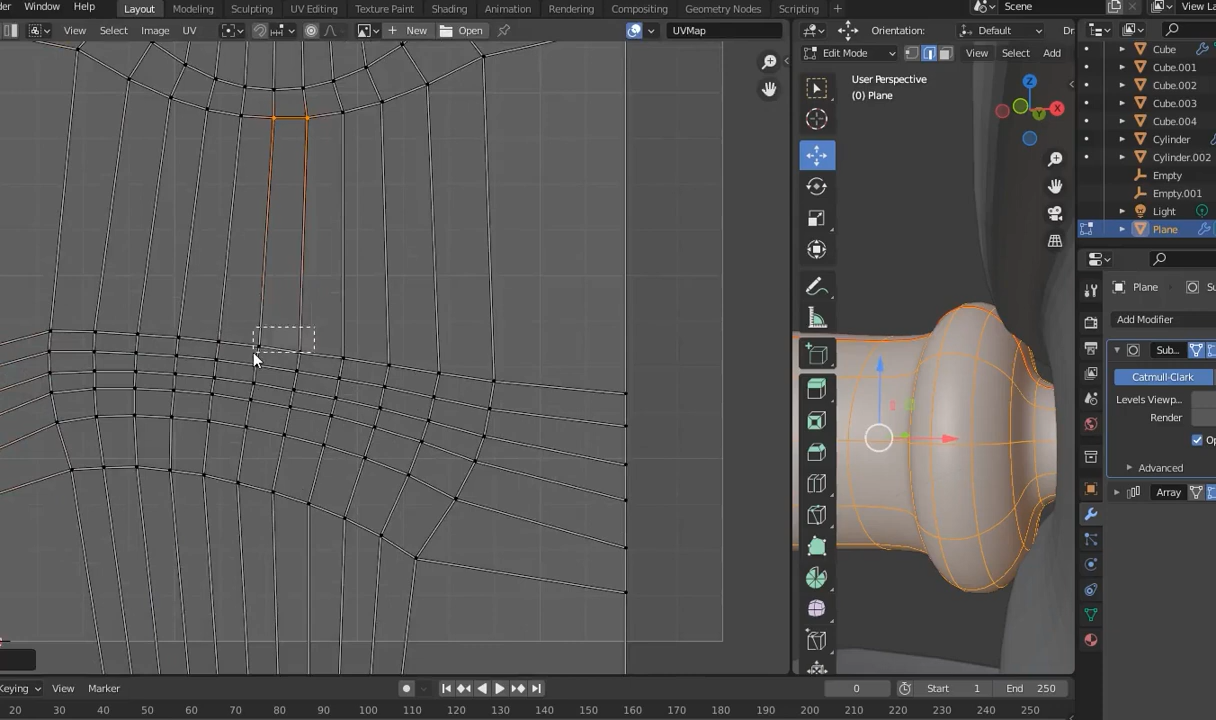 der Window Help Layout Modeling Sculpting UV Editing Texture Paint Shading Animation Rendering Compositing Geometry Nodes Scripting + Scene View La
View Select Image UV + New Open UVMap Orientation: Default Dr
Edit Mode View Select Add
User Perspective
(0) Plane
Z
X
Y
Cube
Cube.001
Cube.002
Cube.003
Cube.004
Cylinder
Cylinder.002
Empty
Empty.001
Light
Plane
Plane Su
Add Modifier
Sub...
Catmull-Clark
Levels Viewp...
Render
Op
Advanced
Array
Keying View Marker 0 Start 1 End 250
20 30 40 50 60 70 80 90 100 110 120 130 140 150 160 170 180 190 200 210 220 230 240 250